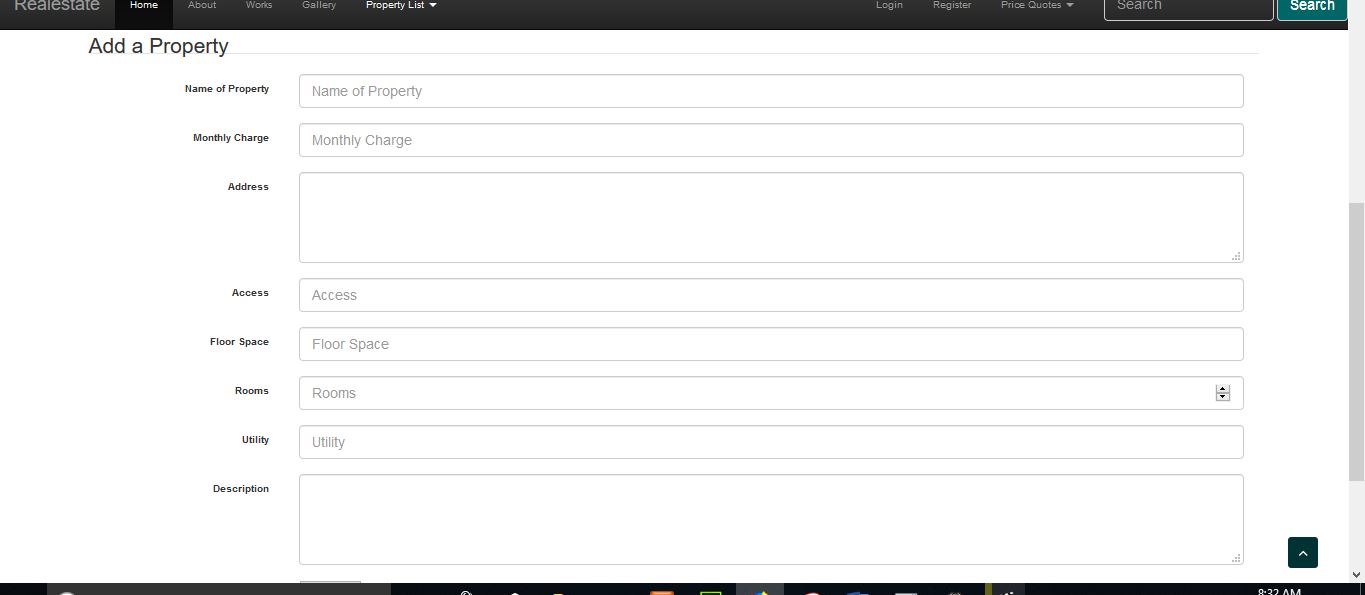 Realestate Home About Works Gallery Property List Login Register Price Quotes Search Search
Add a Property
Name of Property Name of Property
Monthly Charge Monthly Charge
Address
Access Access
Floor Space Floor Space
Rooms Rooms
Utility Utility
Description
8:32 AM